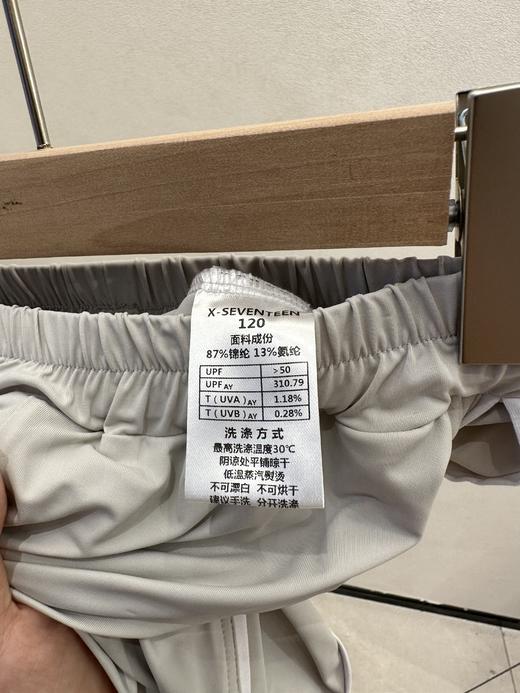 X-SEVENTEEN
120
面料成份
87%锦纶 13%氨纶
UPF >50
UPF AY 310.79
T(UVA)AY 1.18%
T(UVB)AY 0.28%
洗涤方式
最高洗涤温度30℃
阴凉处平铺晾干
低温蒸汽熨烫
不可漂白 不可烘干
建议手洗 分开洗涤